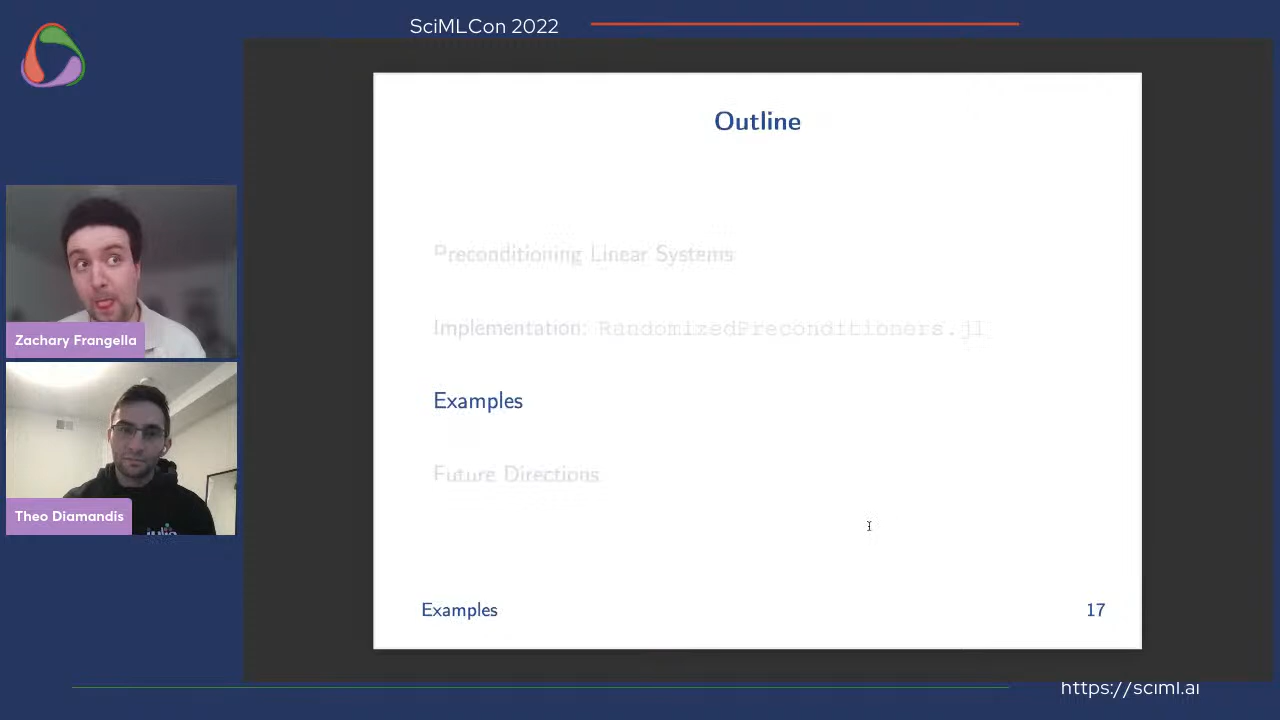 SciMLCon 2022
Outline
Preconditioning Linear Systems
Implementation: RandomizedPreconditioners.jl
Examples
Future Directions
Examples
17
Zachary Frangella
Theo Diamandis
julia
https://sciml.ai